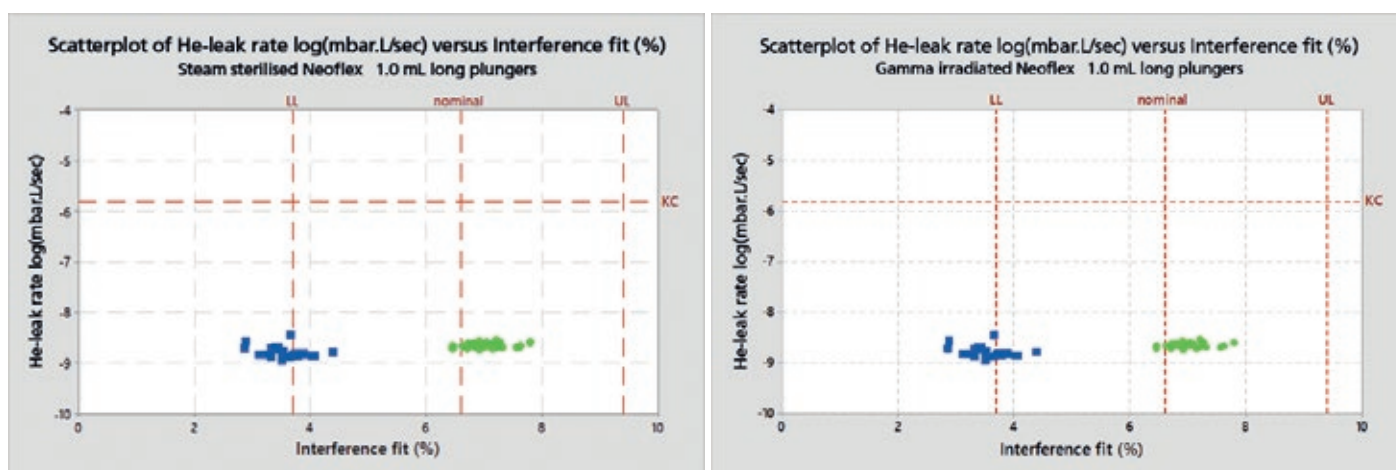 Scatterplot of He-leak rate log(mbar.L/sec) versus Interference fit (%)
Steam sterilised Neoflex 1.0 mL long plungers
LL nominal UL
-4
-5
KC
-6
-7
-8
-9
-10
0 2 4 6 8 10
He-leak rate log(mbar.L/sec)
Interference fit (%)
Scatterplot of He-leak rate log(mbar.L/sec) versus Interference fit (%)
Gamma irradiated Neoflex 1.0 mL long plungers
LL nominal UL
-4
-5
KC
-6
-7
-8
-9
-10
0 2 4 6 8 10
He-leak rate log(mbar.L/sec)
Interference fit (%)